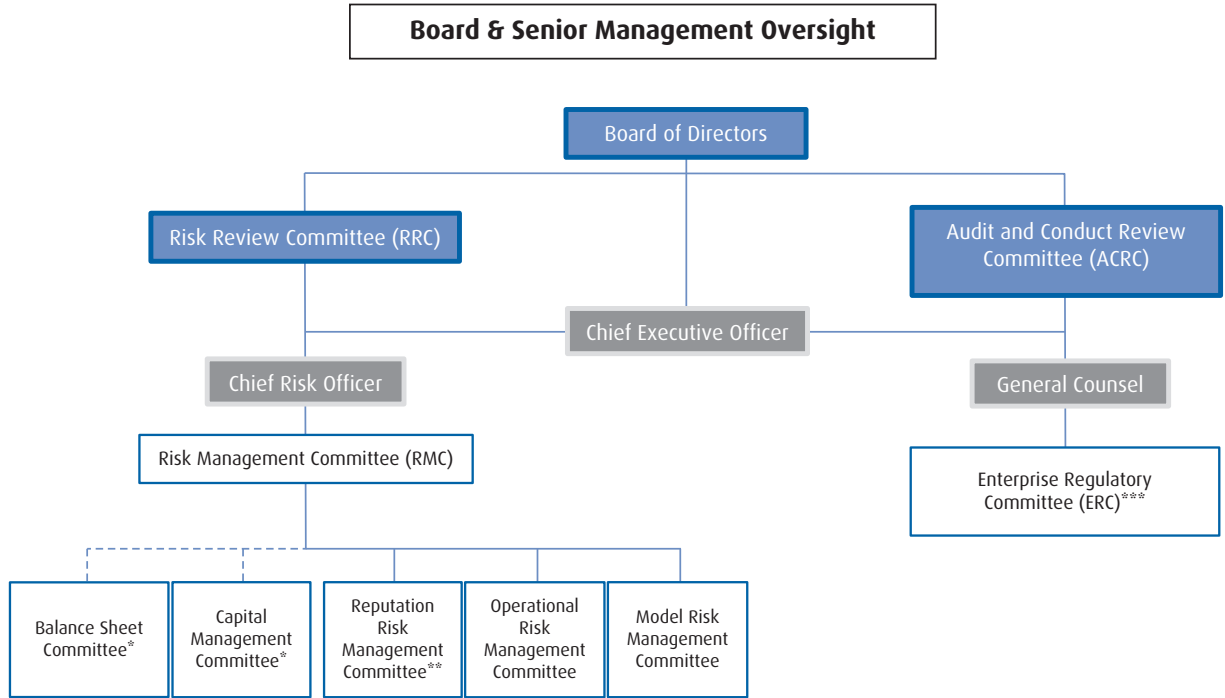 Board & Senior Management Oversight
Board of Directors
Risk Review Committee (RRC)
Audit and Conduct Review
Committee (ACRC)
Chief Executive Officer
Chief Risk Officer
General Counsel
Risk Management Committee (RMC)
Enterprise Regulatory
Committee (ERC)***
Balance Sheet
Committee*
Capital
Management
Committee*
Reputation
Risk
Management
Committee**
Operational
Risk
Management
Committee
Model Risk
Management
Committee